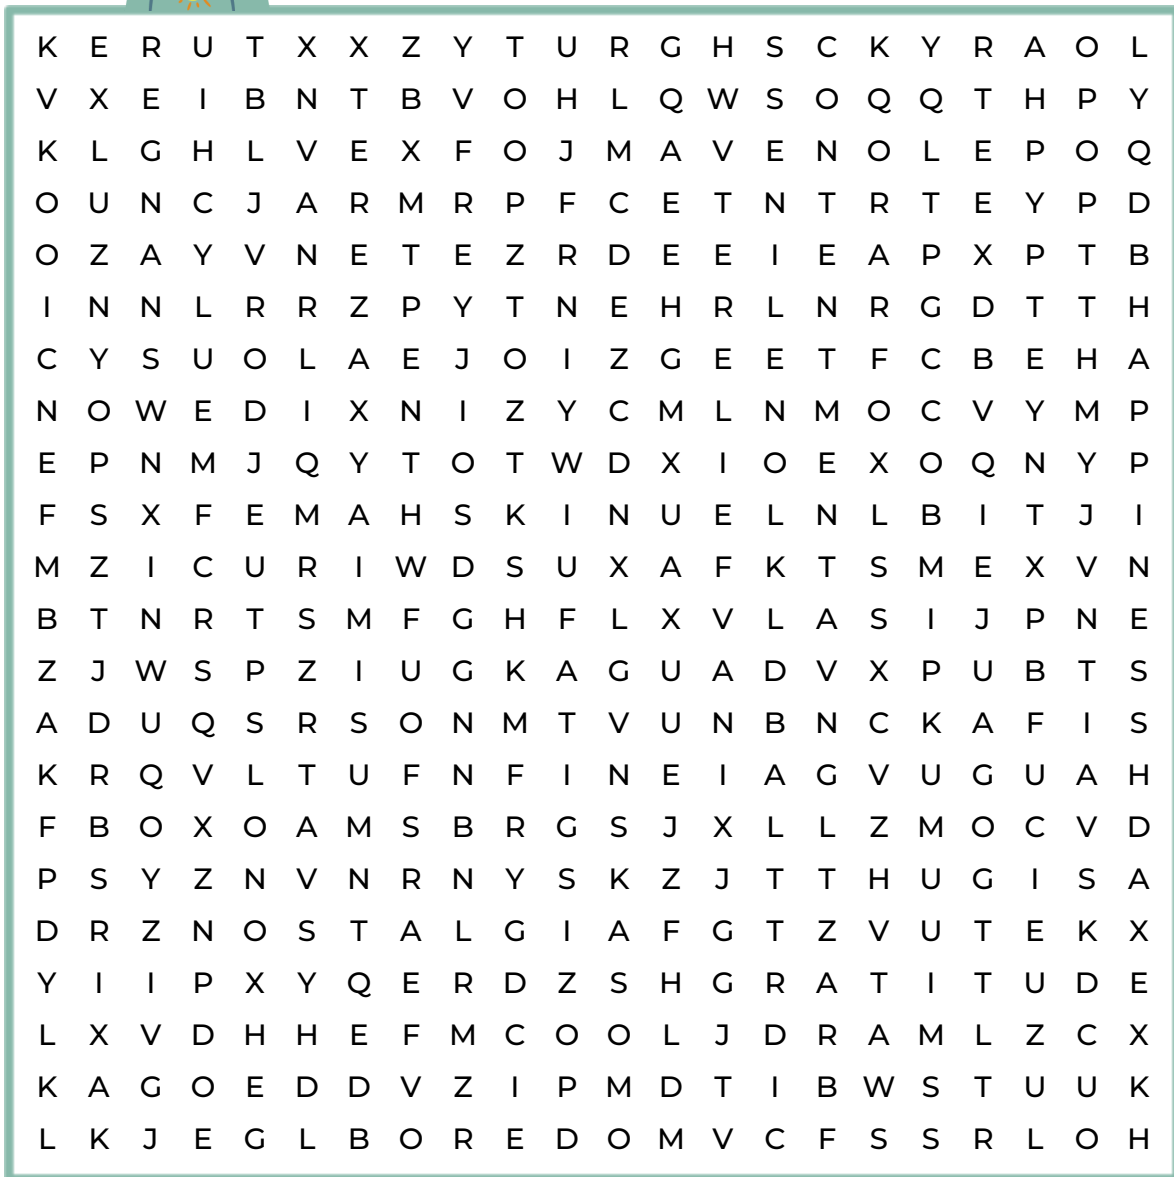 K E R U T X X Z Y T U R G H S C K Y R A O L
V X E I B N T B V O H L Q W S O Q Q T H P Y
K L G H L V E X F O J M A V E N O L E P O Q
O U N C J A R M R P F C E T N T R T E Y P D
O Z A Y V N E T E Z R D E E I E A P X P T B
I N N L R R Z P Y T N E H R L N R G D T T H
C Y S U O L A E J O I Z G E E T F C B E H A
N O W E D I X N I Z Y C M L N M O C V Y M P
E P N M J Q Y T O T W D X I O E X O Q N Y P
F S X F E M A H S K I N U E L N L B I T J I
M Z I C U R I W D S U X A F K T S M E X V N
B T N R T S M F G H F L X V L A S I J P N E
Z J W S P Z I U G K A G U A D V X P U B T S
A D U Q S R S O N M T V U N B N C K A F I S
K R Q V L T U F N F I N E I A G V U G U A H
F B O X O A M S B R G S J X L L Z M O C V D
P S Y Z N V N R N Y S K Z J T T H U G I S A
D R Z N O S T A L G I A F G T Z V U T E K X
Y I I P X Y Q E R D Z S H G R A T I T U D E
L X V D H H E F M C O O L J D R A M L Z C X
K A G O E D D V Z I P M D T I B W S T U U K
L K J E G L B O R E D O M V C F S S R L O H